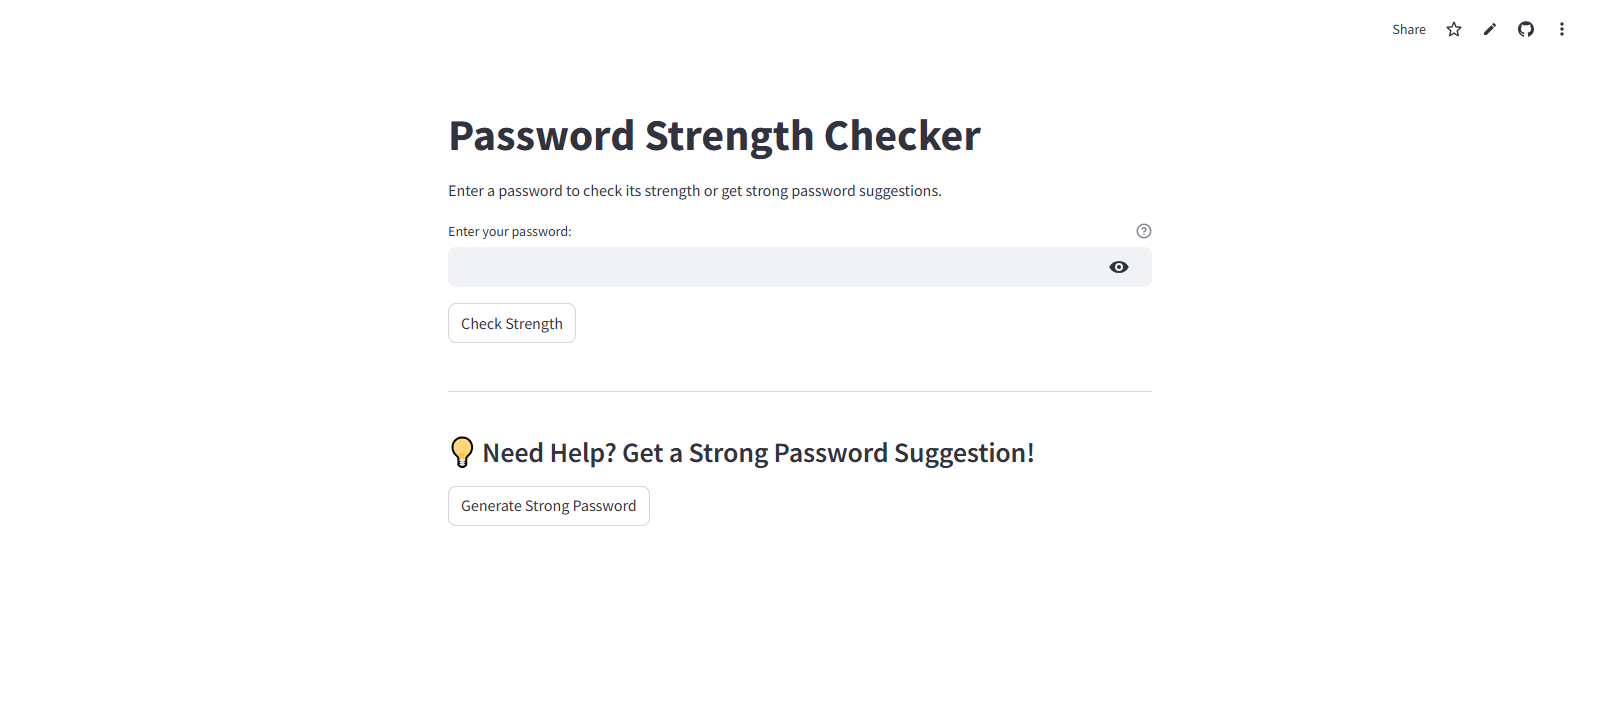 Share
Password Strength Checker
Enter a password to check its strength or get strong password suggestions.
Enter your password:
Check Strength
💡 Need Help? Get a Strong Password Suggestion!
Generate Strong Password